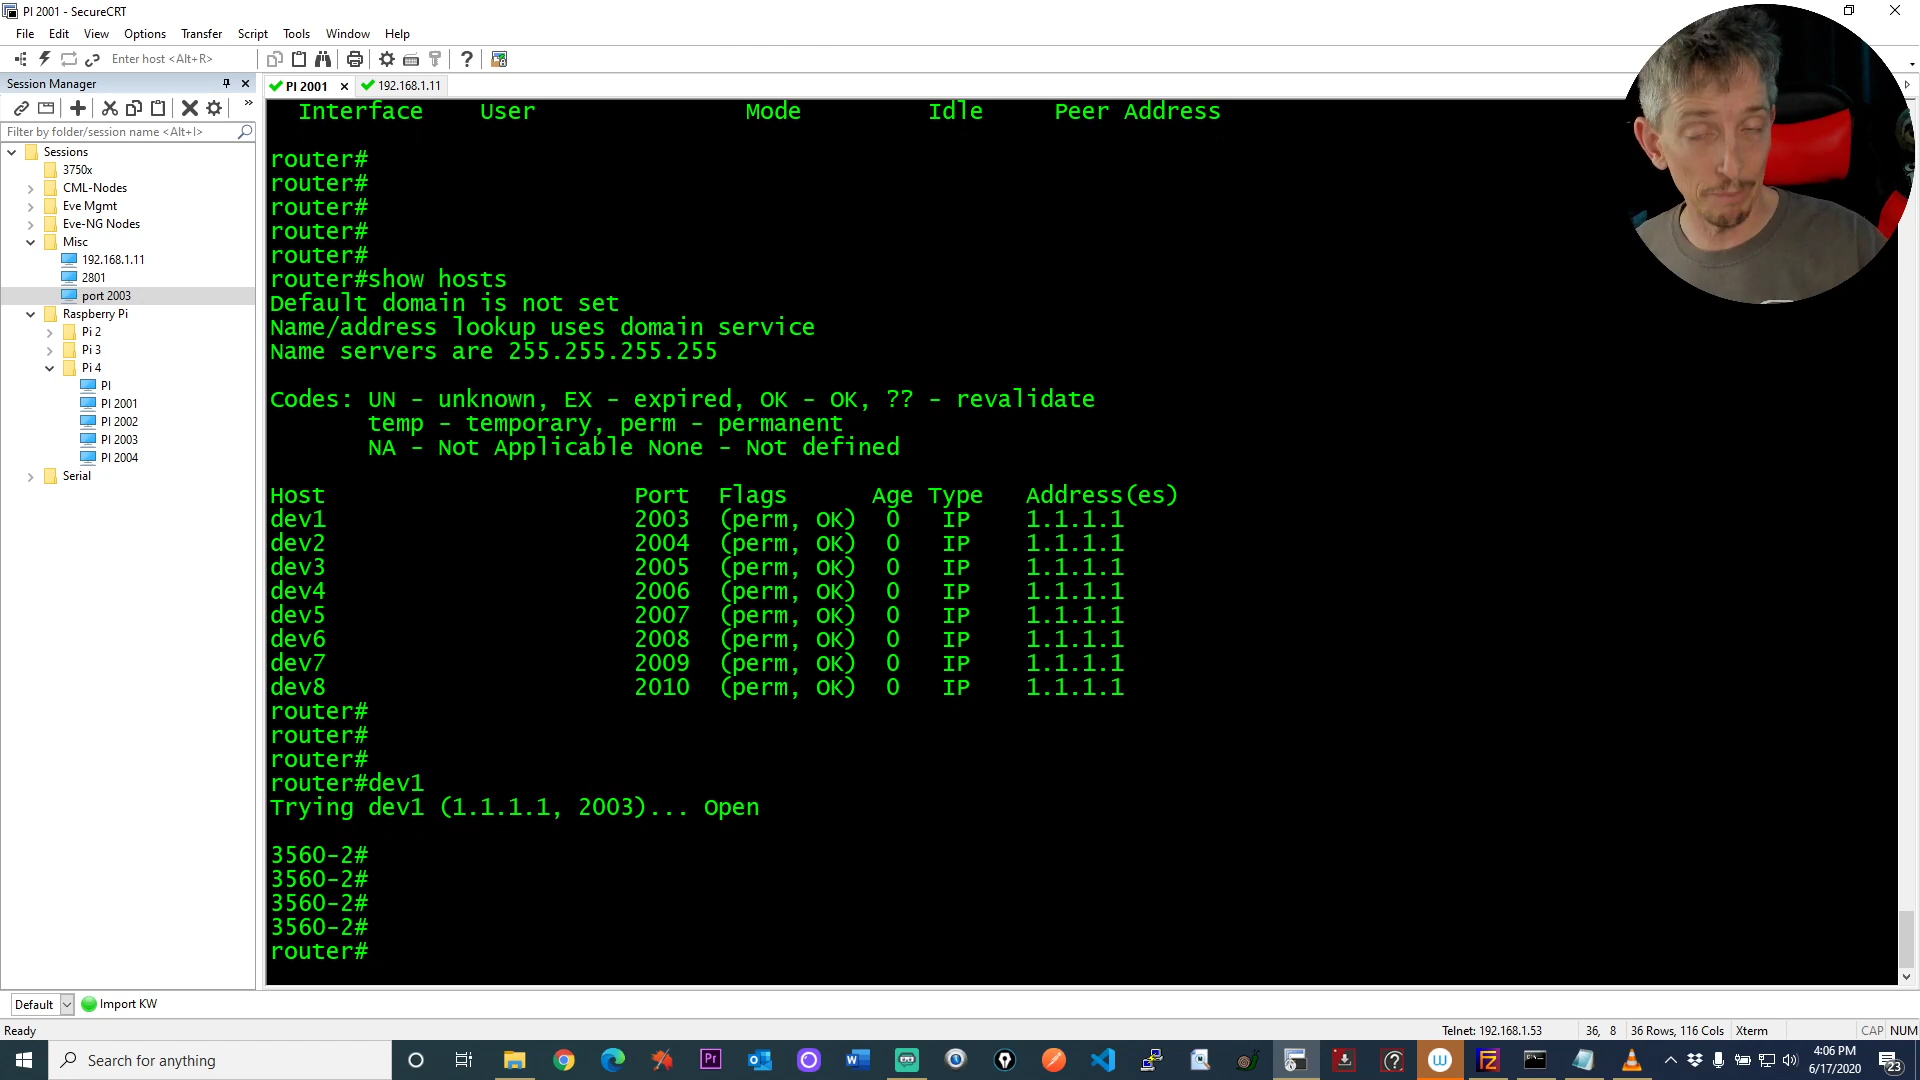 PI 2001 - SecureCRT
File Edit View Options Transfer Script Tools Window Help
Enter host <Alt+R>
Session Manager
PI 2001
192.168.1.11
Filter by folder/session name <Alt+I>
Sessions
3750x
CML-Nodes
Eve Mgmt
Eve-NG Nodes
Misc
192.168.1.11
2801
port 2003
Raspberry Pi
Pi 2
Pi 3
Pi 4
PI
PI 2001
PI 2002
PI 2003
PI 2004
Serial
Interface User Mode Idle Peer Address
router#
router#
router#
router#
router#
router#show hosts
Default domain is not set
Name/address lookup uses domain service
Name servers are 255.255.255.255
Codes: UN - unknown, EX - expired, OK - OK, ?? - revalidate
temp - temporary, perm - permanent
NA - Not Applicable None - Not defined
Host Port Flags Age Type Address(es)
dev1 2003 (perm, OK) 0 IP 1.1.1.1
dev2 2004 (perm, OK) 0 IP 1.1.1.1
dev3 2005 (perm, OK) 0 IP 1.1.1.1
dev4 2006 (perm, OK) 0 IP 1.1.1.1
dev5 2007 (perm, OK) 0 IP 1.1.1.1
dev6 2008 (perm, OK) 0 IP 1.1.1.1
dev7 2009 (perm, OK) 0 IP 1.1.1.1
dev8 2010 (perm, OK) 0 IP 1.1.1.1
router#
router#
router#
router#dev1
Trying dev1 (1.1.1.1, 2003)... Open
3560-2#
3560-2#
3560-2#
3560-2#
router#
Default Import KW
Ready Telnet: 192.168.1.53 36, 8 36 Rows, 116 Cols Xterm CAP NUM
Search for anything
Pr
4:06 PM
6/17/2020
23